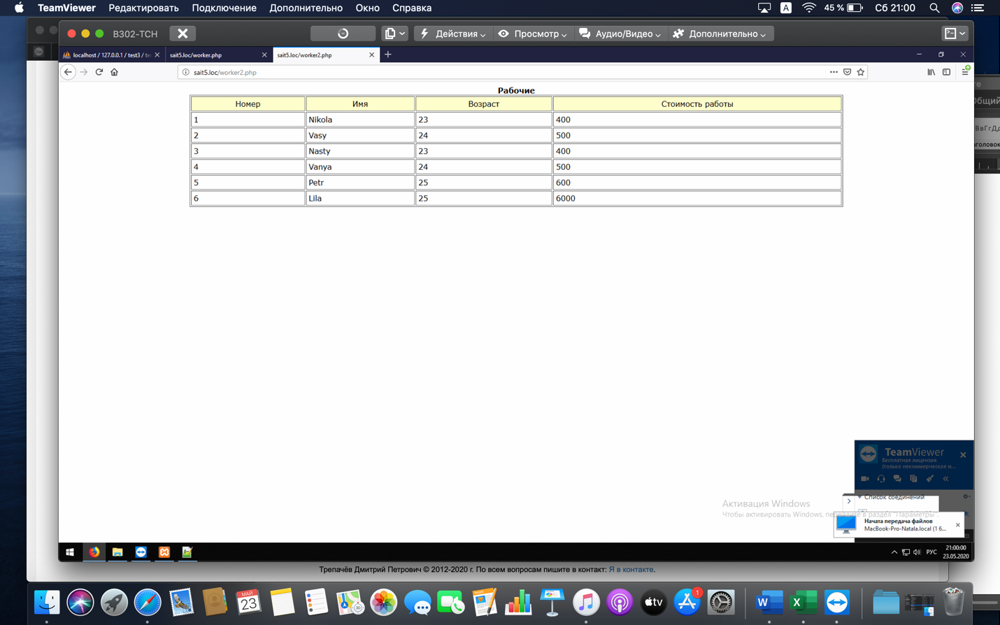 TeamViewer Редактировать Подключение Дополнительно Окно Справка A 45 % Сб 21:00
B302-TCH Действия Просмотр Аудио/Видео Дополнительно
localhost / 127.0.0.1 / test3 / te sait5.loc/worker.php sait5.loc/worker2.php
sait5.loc/worker2.php
Рабочие
Номер Имя Возраст Стоимость работы
1 Nikola 23 400
2 Vasy 24 500
3 Nasty 23 400
4 Vanya 24 500
5 Petr 25 600
6 Lila 25 6000
ВвГгДд
TeamViewer
Бесплатная лицензия
(только некоммерческое и...
Список соединений
Активация Windows
Чтобы активировать Windows, перейдите в раздел "Параметры".
Начата передача файлов
MacBook-Pro-Natala.local (1 6...
РУС 21:00:00
23.05.2020
Трепачёв Дмитрий Петрович © 2012-2020 г. По всем вопросам пишите в контакт: Я в контакте.
МАЙ
23
3D
tv
1
W
X